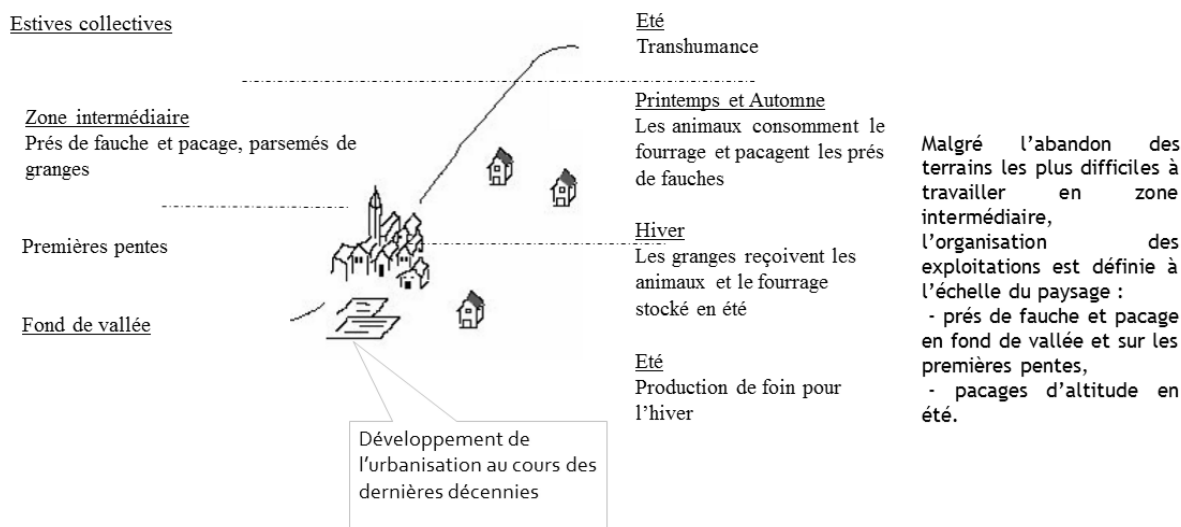 Estives collectives
Zone intermédiaire
Prés de fauche et pacage, parsemés de
granges
Premières pentes
Fond de vallée
Eté
Transhumance
Printemps et Automne
Les animaux consomment le
fourrage et pacagent les prés
de fauches
Hiver
Les granges reçoivent les
animaux et le fourrage
stocké en été
Eté
Production de foin pour
l'hiver
Développement de
l'urbanisation au cours des
dernières décennies
Malgré l'abandon des
terrains les plus difficiles à
travailler en zone
intermédiaire,
l'organisation des
exploitations est définie à
l'échelle du paysage :
- prés de fauche et pacage
en fond de vallée et sur les
premières pentes,
- pacages d'altitude en
été.